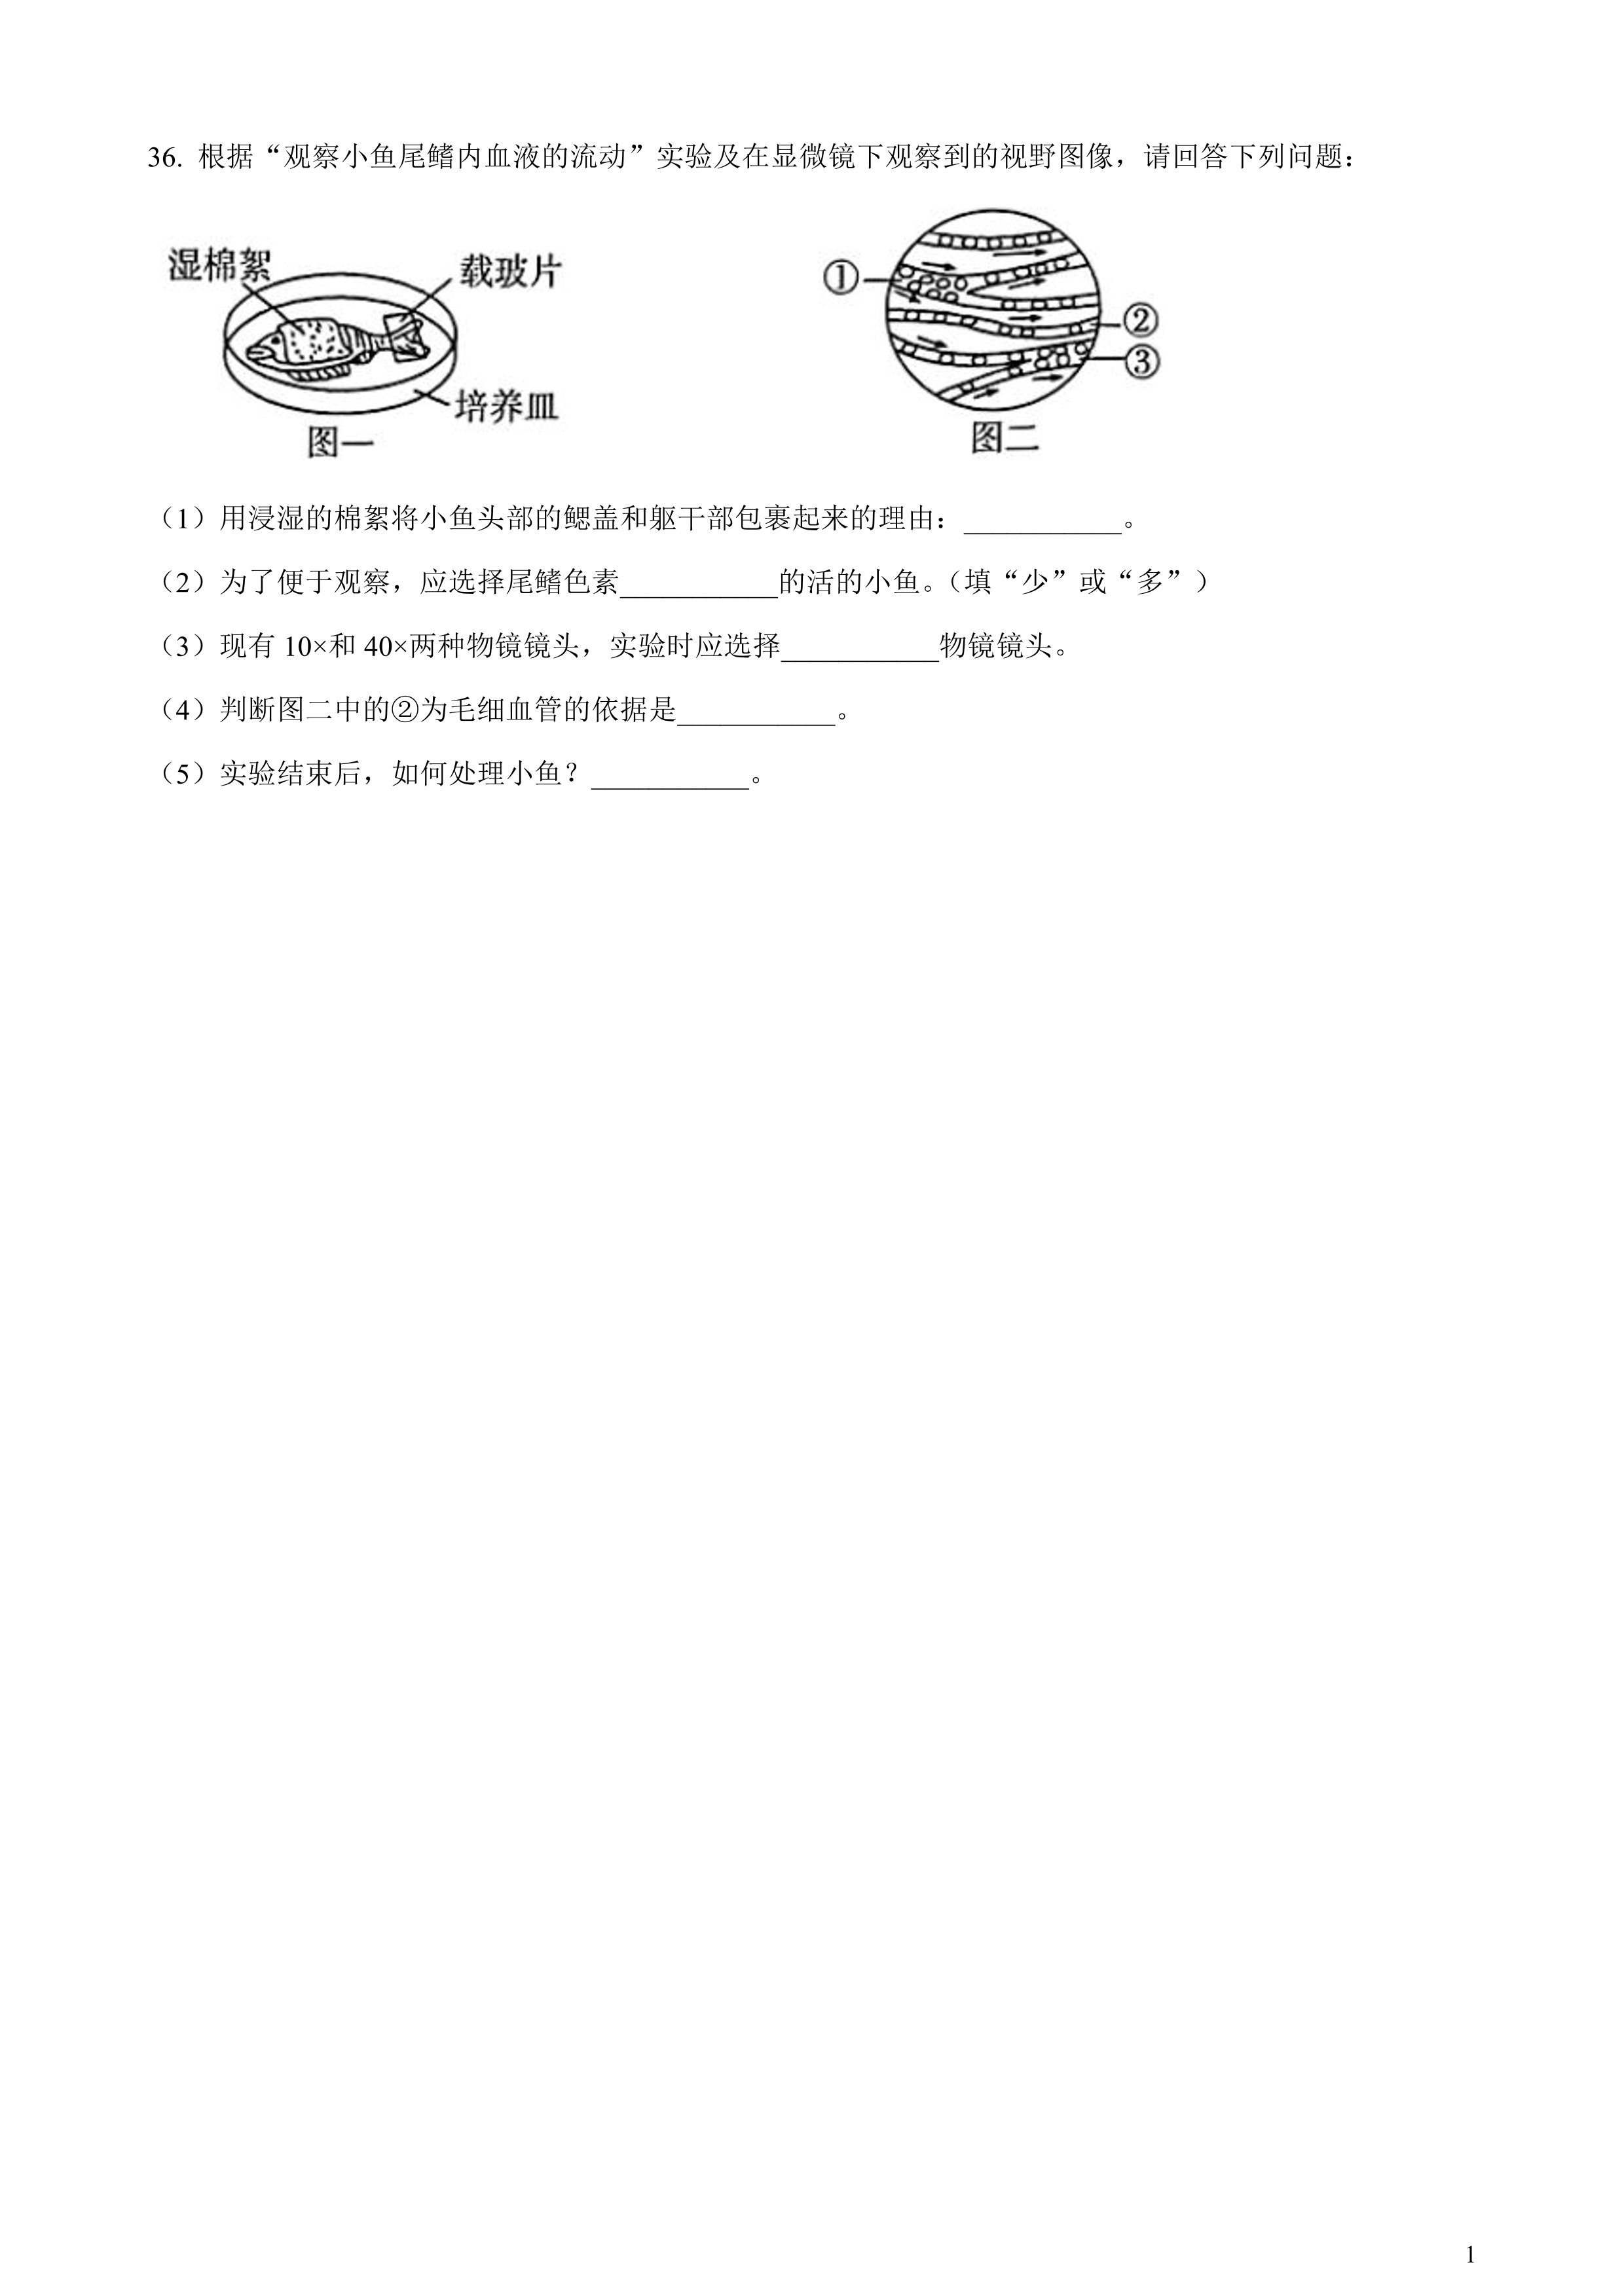 36. 根据“观察小鱼尾鳍内血液的流动”实验及在显微镜下观察到的视野图像，请回答下列问题：
湿棉絮
载玻片
培养皿
图一
①
②
③
图二
（1）用浸湿的棉絮将小鱼头部的鳃盖和躯干部包裹起来的理由：___________。
（2）为了便于观察，应选择尾鳍色素___________的活的小鱼。（填“少”或“多”）
（3）现有 10×和 40×两种物镜镜头，实验时应选择___________物镜镜头。
（4）判断图二中的②为毛细血管的依据是___________。
（5）实验结束后，如何处理小鱼？___________。
1